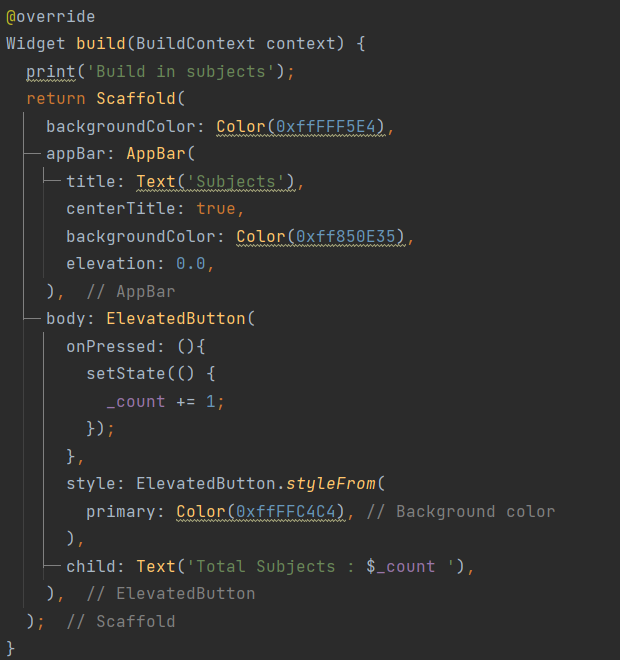 @override
Widget build(BuildContext context) {
  print('Build in subjects');
  return Scaffold(
    backgroundColor: Color(0xffFFF5E4),
    appBar: AppBar(
      title: Text('Subjects'),
      centerTitle: true,
      backgroundColor: Color(0xff850E35),
      elevation: 0.0,
    ),  // AppBar
    body: ElevatedButton(
      onPressed: (){
        setState(() {
          _count += 1;
        });
      },
      style: ElevatedButton.styleFrom(
        primary: Color(0xffFFC4C4), // Background color
      ),
      child: Text('Total Subjects : $_count '),
    ),  // ElevatedButton
  );  // Scaffold
}